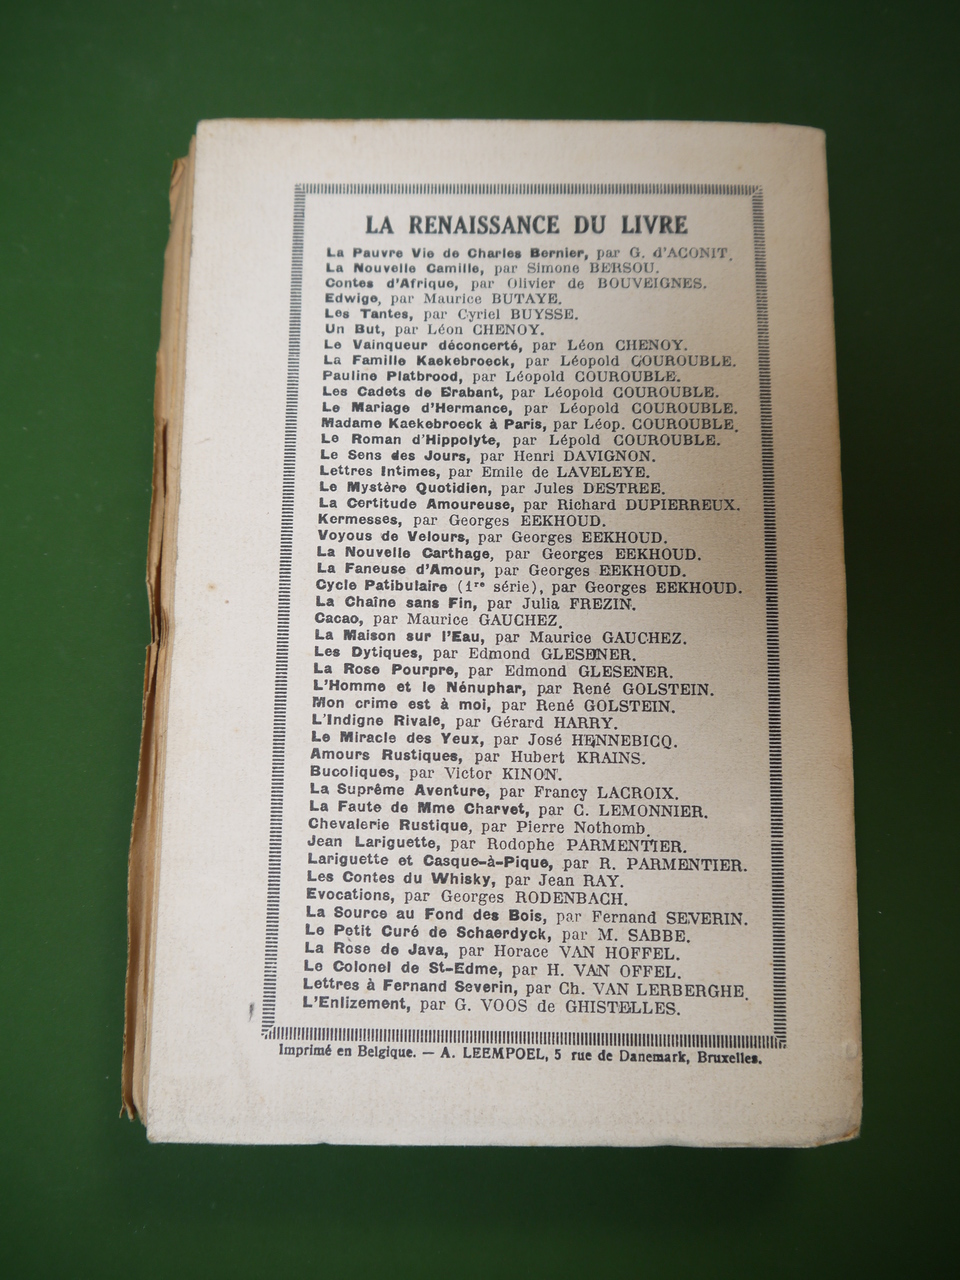 LA RENAISSANCE DU LIVRE
La Pauvre Vie de Charles Bernier, par G. d'ACONIT.
La Nouvelle Camille, par Simone BERSOU.
Contes d'Afrique, par Olivier de BOUVEIGNES.
Edwige, par Maurice BUTAYE.
Les Tantes, par Cyriel BUYSSE.
Un But, par Léon CHENOY.
Le Vainqueur déconcerté, par Léon CHENOY.
La Famille Kaekebroeck, par Léopold COUROUBLE.
Pauline Platbrood, par Léopold COUROUBLE.
Les Cadets de Brabant, par Léopold COUROUBLE.
Le Mariage d'Hermance, par Léopold COUROUBLE.
Madame Kaekebroeck à Paris, par Léop. COUROUBLE.
Le Roman d'Hippolyte, par Lépold COUROUBLE.
Le Sens des Jours, par Henri DAVIGNON.
Lettres Intimes, par Emile de LAVELEYE.
Le Mystère Quotidien, par Jules DESTREE.
La Certitude Amoureuse, par Richard DUPIERREUX.
Kermesses, par Georges EEKHOUD.
Voyous de Velours, par Georges EEKHOUD.
La Nouvelle Carthage, par Georges EEKHOUD.
La Faneuse d'Amour, par Georges EEKHOUD.
Cycle Patibulaire (1re série), par Georges EEKHOUD.
La Chaîne sans Fin, par Julia FREZIN.
Cacao, par Maurice GAUCHEZ.
La Maison sur l'Eau, par Maurice GAUCHEZ.
Les Dytiques, par Edmond GLESENER.
La Rose Pourpre, par Edmond GLESENER.
L'Homme et le Nénuphar, par René GOLSTEIN.
Mon crime est à moi, par René GOLSTEIN.
L'Indigne Rivale, par Gérard HARRY.
Le Miracle des Yeux, par José HENNEBICQ.
Amours Rustiques, par Hubert KRAINS.
Bucoliques, par Victor KINON.
La Suprême Aventure, par Francy LACROIX.
La Faute de Mme Charvet, par C. LEMONNIER.
Chevalerie Rustique, par Pierre Nothomb.
Jean Lariguette, par Rodophe PARMENTIER.
Lariguette et Casque-à-Pique, par R. PARMENTIER.
Les Contes du Whisky, par Jean RAY.
Evocations, par Georges RODENBACH.
La Source au Fond des Bois, par Fernand SEVERIN.
Le Petit Curé de Schaerdyck, par M. SABBE.
La Rose de Java, par Horace VAN HOFFEL.
Le Colonel de St-Edme, par H. VAN OFFEL.
Lettres à Fernand Severin, par Ch. VAN LERBERGHE.
L'Enlizement, par G. VOOS de GHISTELLES.
Imprimé en Belgique. — A. LEEMPOEL, 5 rue de Danemark, Bruxelles.